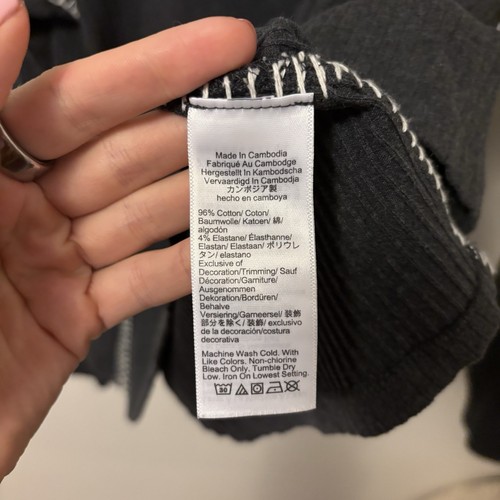 Made In Cambodia
Fabriqué Au Cambodge
Hergestellt In Kambodscha
Vervaardigd In Cambodja
カンボジア製
hecho en camboya
96% Cotton/ Coton/
Baumwolle/ Katoen/ 綿/
algodón
4% Elastane/ Élasthanne/
Elastan/ Elastaan/ ポリウレ
タン/ elastano
Exclusive of
Decoration/Trimming/ Sauf
Décoration/Garniture/
Ausgenommen
Dekoration/Bordüren/
Behalve
Versiering/Garneersel/ 装飾
部分を除く/ 装飾/ exclusivo
de la decoración/costura
decorativa
Machine Wash Cold. With
Like Colors. Non-chlorine
Bleach Only. Tumble Dry
Low. Iron On Lowest Setting.
30